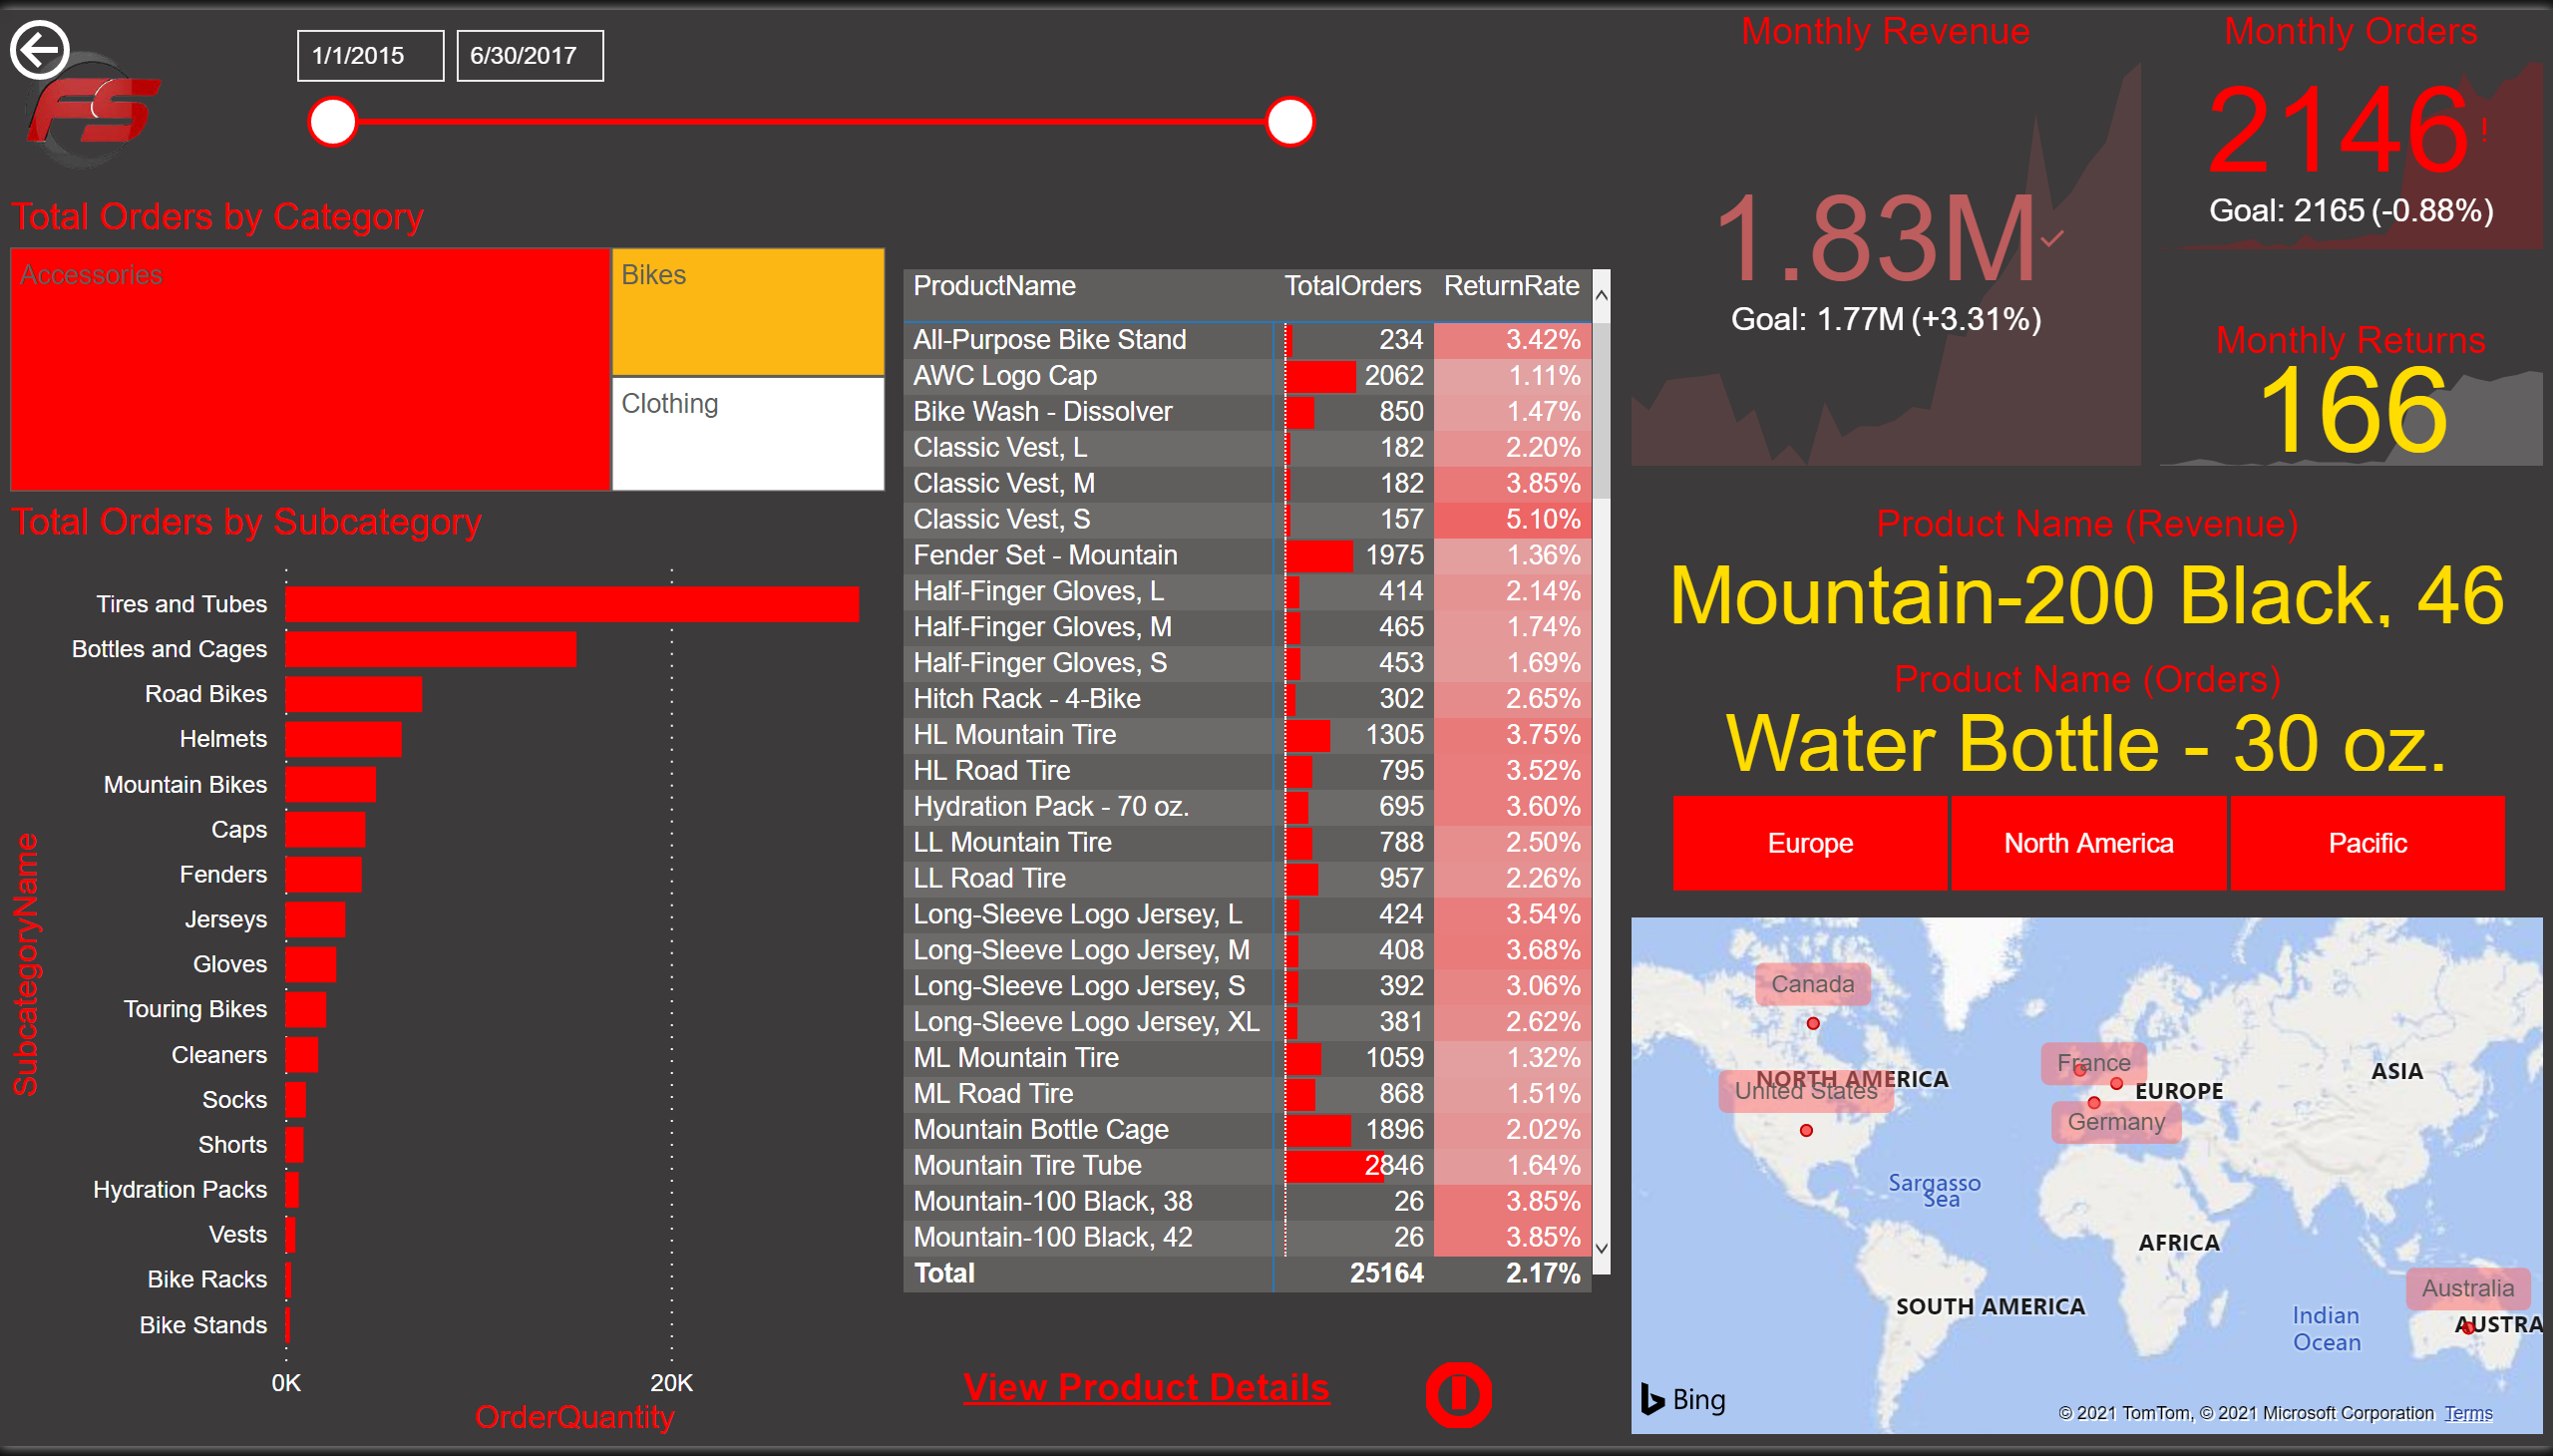 FS
1/1/2015
6/30/2017
Monthly Revenue
1.83M
Goal: 1.77M (+3.31%)
Monthly Orders
2146!
Goal: 2165 (-0.88%)
Monthly Returns
166
Total Orders by Category
Accessories
Bikes
Clothing
Total Orders by Subcategory
SubcategoryName
Tires and Tubes
Bottles and Cages
Road Bikes
Helmets
Mountain Bikes
Caps
Fenders
Jerseys
Gloves
Touring Bikes
Cleaners
Socks
Shorts
Hydration Packs
Vests
Bike Racks
Bike Stands
0K 20K
OrderQuantity
ProductName TotalOrders ReturnRate
All-Purpose Bike Stand 234 3.42%
AWC Logo Cap 2062 1.11%
Bike Wash - Dissolver 850 1.47%
Classic Vest, L 182 2.20%
Classic Vest, M 182 3.85%
Classic Vest, S 157 5.10%
Fender Set - Mountain 1975 1.36%
Half-Finger Gloves, L 414 2.14%
Half-Finger Gloves, M 465 1.74%
Half-Finger Gloves, S 453 1.69%
Hitch Rack - 4-Bike 302 2.65%
HL Mountain Tire 1305 3.75%
HL Road Tire 795 3.52%
Hydration Pack - 70 oz. 695 3.60%
LL Mountain Tire 788 2.50%
LL Road Tire 957 2.26%
Long-Sleeve Logo Jersey, L 424 3.54%
Long-Sleeve Logo Jersey, M 408 3.68%
Long-Sleeve Logo Jersey, S 392 3.06%
Long-Sleeve Logo Jersey, XL 381 2.62%
ML Mountain Tire 1059 1.32%
ML Road Tire 868 1.51%
Mountain Bottle Cage 1896 2.02%
Mountain Tire Tube 2846 1.64%
Mountain-100 Black, 38 26 3.85%
Mountain-100 Black, 42 26 3.85%
Total 25164 2.17%
View Product Details
Product Name (Revenue)
Mountain-200 Black, 46
Product Name (Orders)
Water Bottle - 30 oz.
Europe
North America
Pacific
Canada
NORTH AMERICA
United States
France
EUROPE
Germany
ASIA
Sargasso
Sea
AFRICA
SOUTH AMERICA
Indian
Ocean
Australia
AUSTRA
Bing
© 2021 TomTom, © 2021 Microsoft Corporation Terms